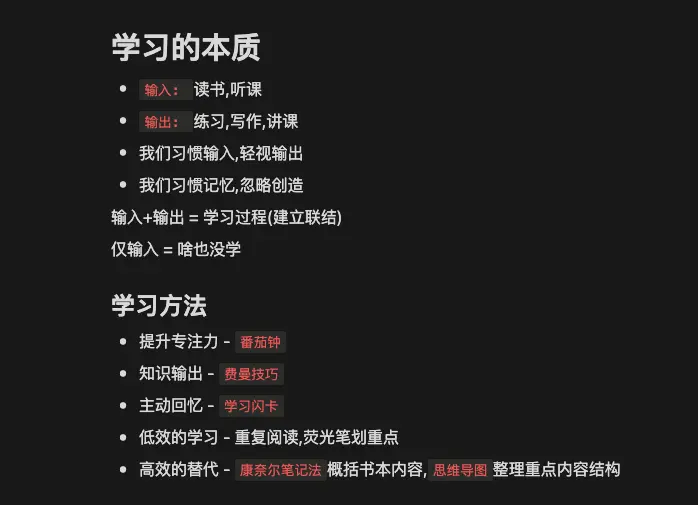 学习的本质
输入: 读书,听课
输出: 练习,写作,讲课
我们习惯输入,轻视输出
我们习惯记忆,忽略创造
输入+输出 = 学习过程(建立联结)
仅输入 = 啥也没学
学习方法
提升专注力 - 番茄钟
知识输出 - 费曼技巧
主动回忆 - 学习闪卡
低效的学习 - 重复阅读,荧光笔划重点
高效的替代 - 康奈尔笔记法 概括书本内容, 思维导图 整理重点内容结构